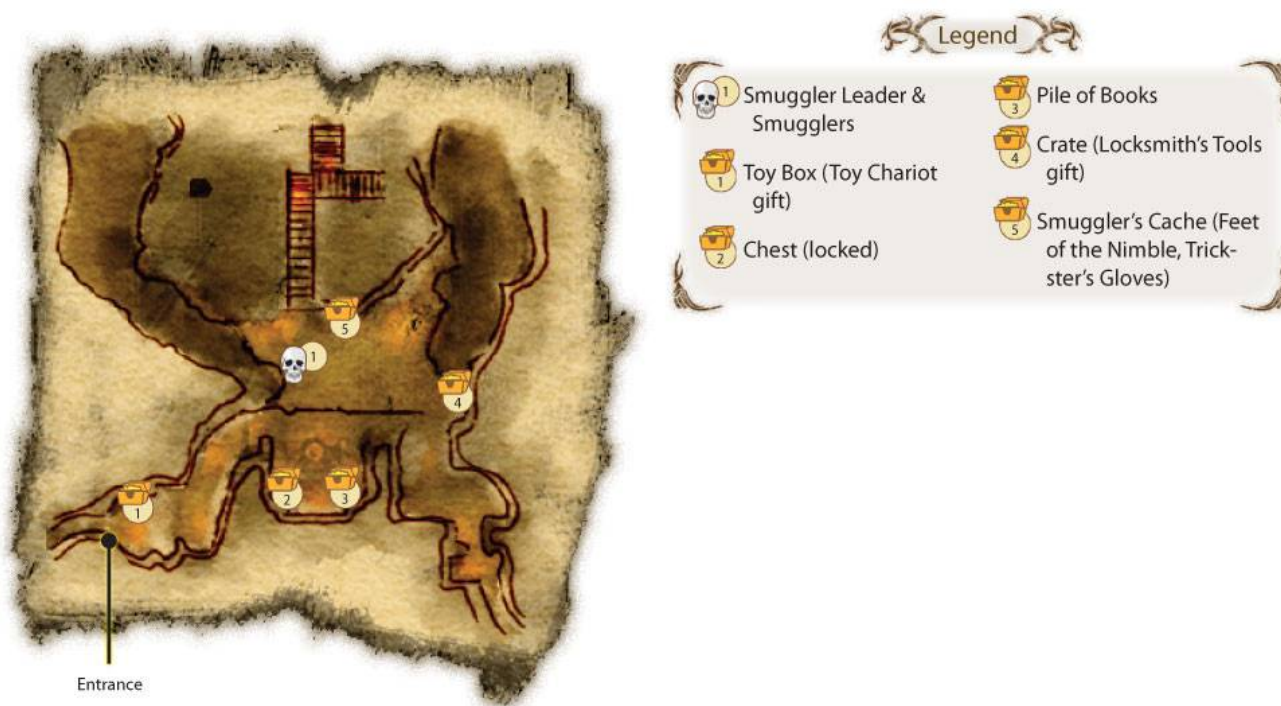 Legend
1 Smuggler Leader &
Smugglers
1 Toy Box (Toy Chariot
gift)
2 Chest (locked)
3 Pile of Books
4 Crate (Locksmith's Tools
gift)
5 Smuggler's Cache (Feet
of the Nimble, Trick-
ster's Gloves)
5
1
4
2
3
1
Entrance